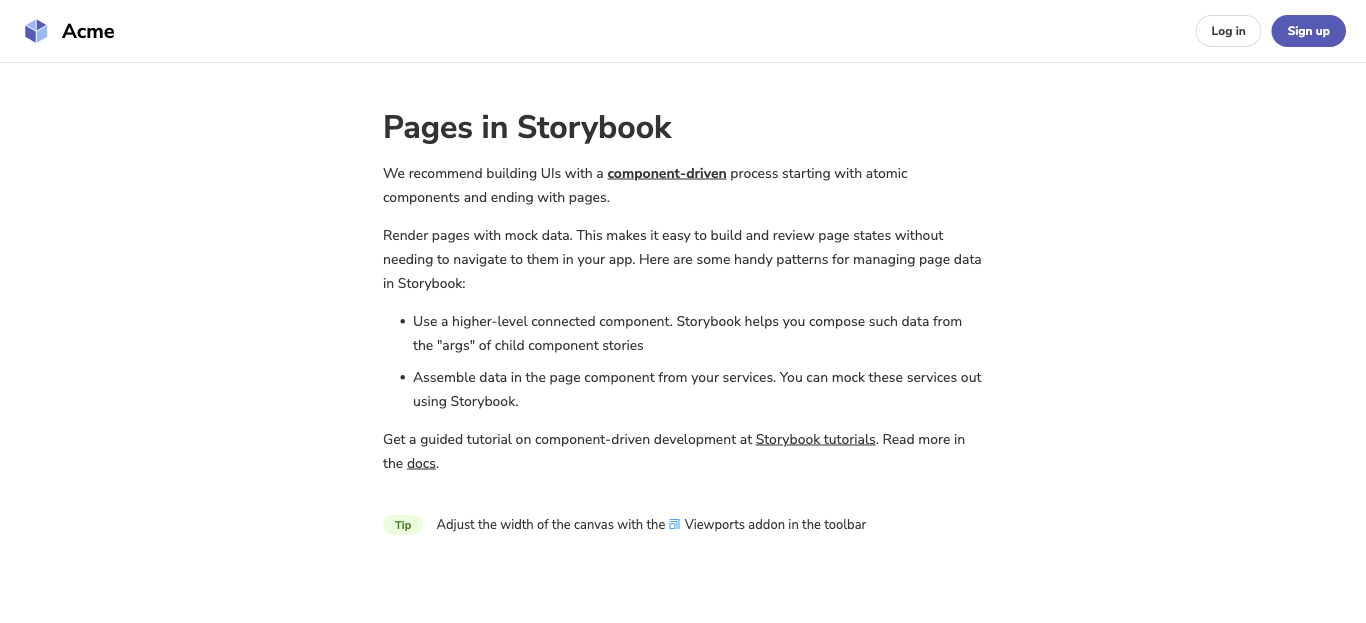 Acme
Log in
Sign up
Pages in Storybook
We recommend building UIs with a component-driven process starting with atomic
components and ending with pages.
Render pages with mock data. This makes it easy to build and review page states without
needing to navigate to them in your app. Here are some handy patterns for managing page data
in Storybook:
• Use a higher-level connected component. Storybook helps you compose such data from
the "args" of child component stories
• Assemble data in the page component from your services. You can mock these services out
using Storybook.
Get a guided tutorial on component-driven development at Storybook tutorials. Read more in
the docs.
Tip Adjust the width of the canvas with the Viewports addon in the toolbar